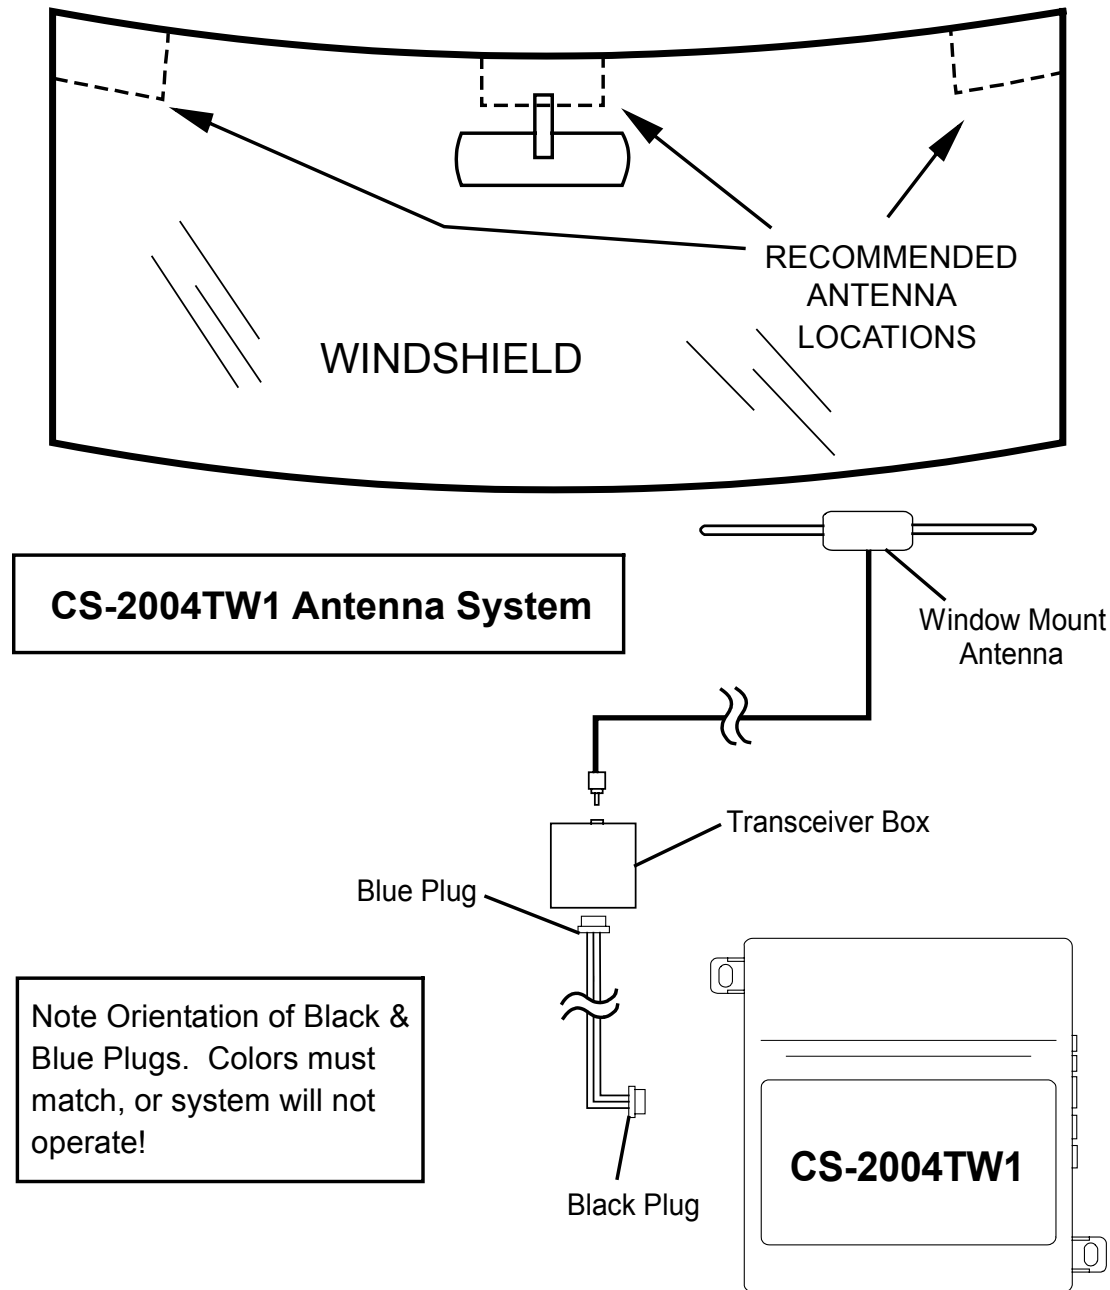 RECOMMENDED
ANTENNA
LOCATIONS
WINDSHIELD
CS-2004TW1 Antenna System
Window Mount
Antenna
Transceiver Box
Blue Plug
Note Orientation of Black &
Blue Plugs.  Colors must
match, or system will not
operate!
Black Plug
CS-2004TW1